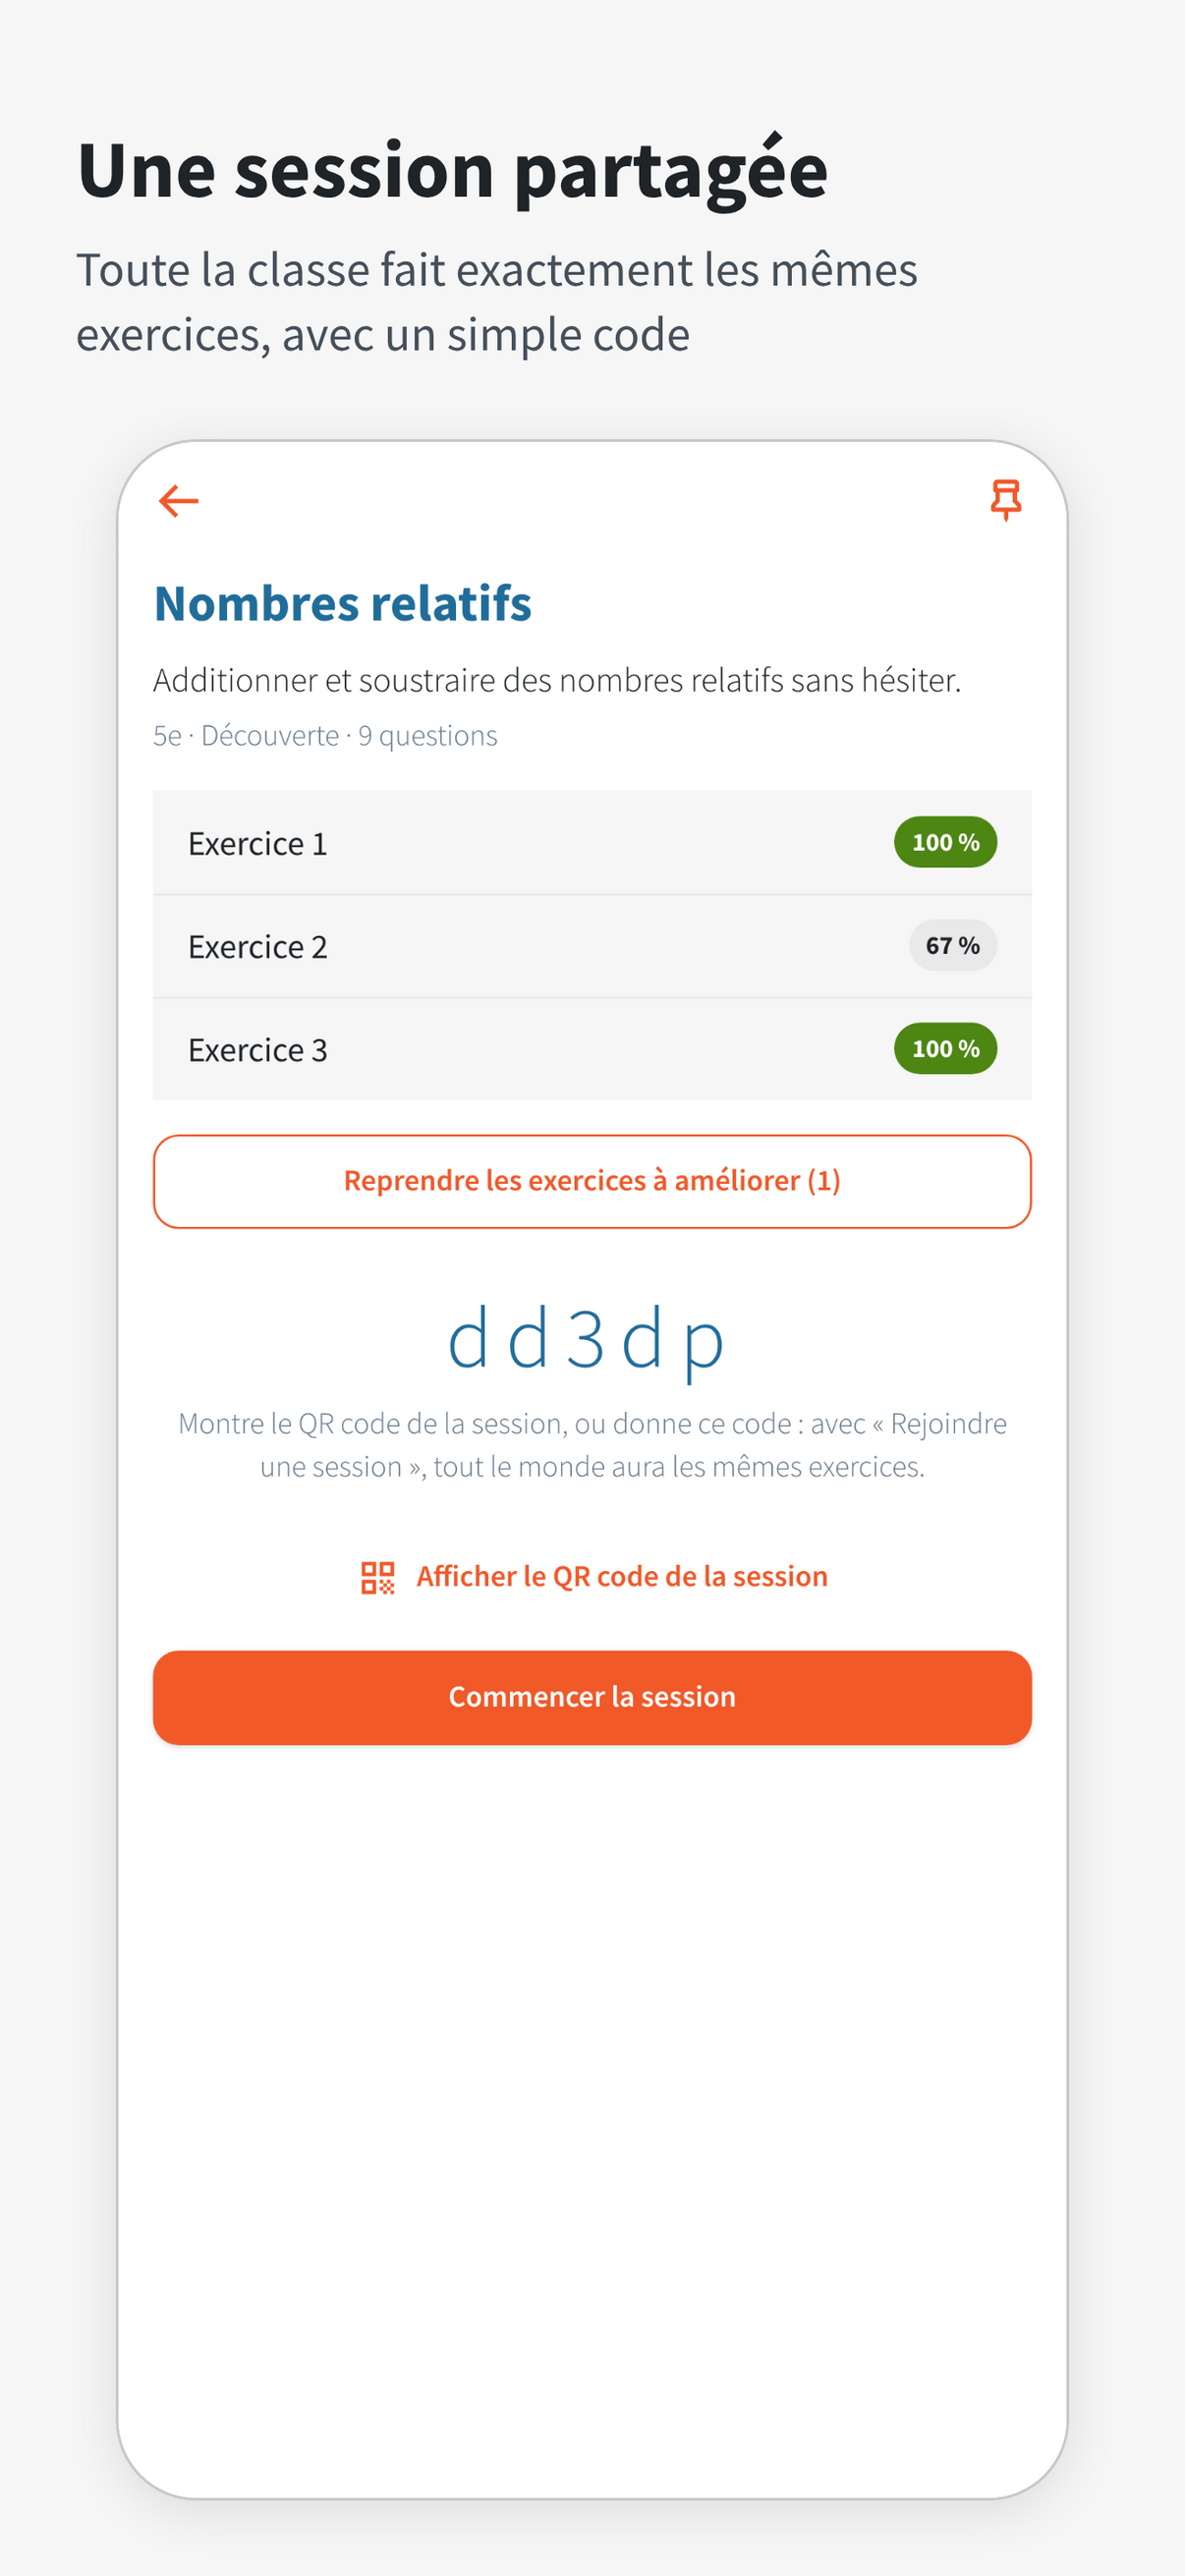 Une session partagée
Toute la classe fait exactement les mêmes
exercices, avec un simple code
Nombres relatifs
Additionner et soustraire des nombres relatifs sans hésiter.
5e · Découverte · 9 questions
Exercice 1
100 %
Exercice 2
67 %
Exercice 3
100 %
Reprendre les exercices à améliorer (1)
dd3dp
Montre le QR code de la session, ou donne ce code : avec « Rejoindre
une session », tout le monde aura les mêmes exercices.
Afficher le QR code de la session
Commencer la session